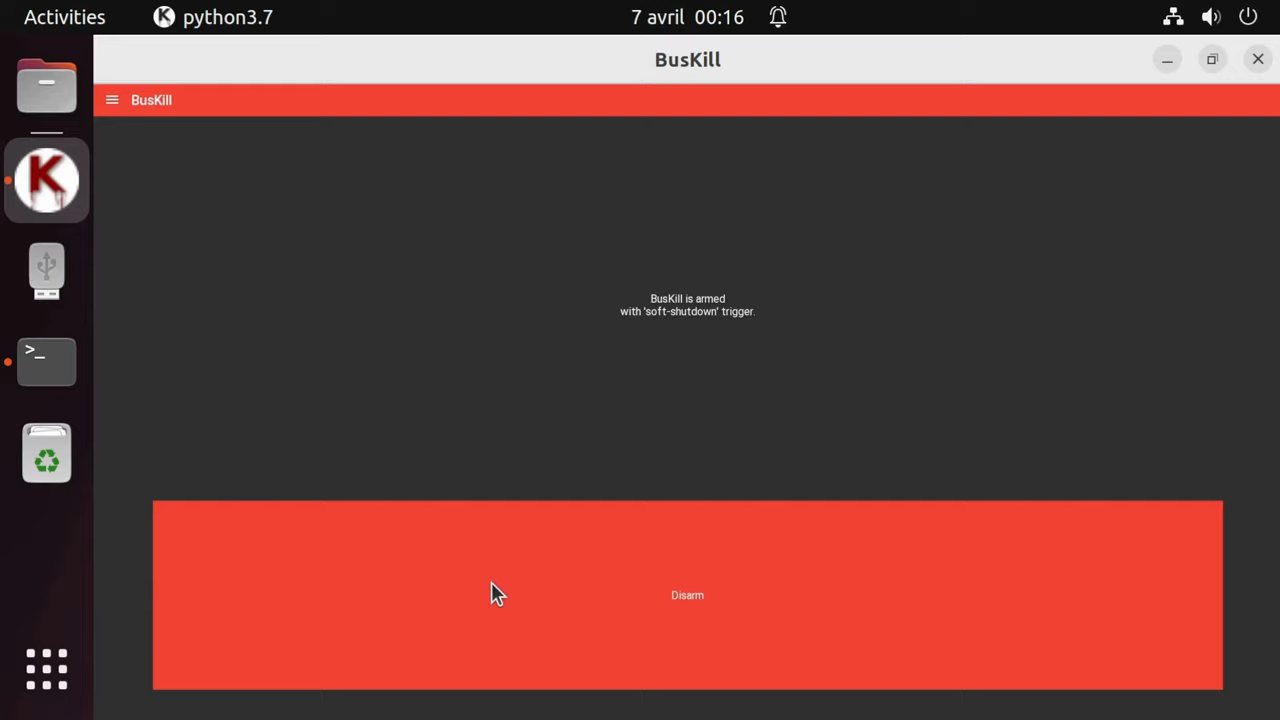 Activities
python3.7
7 avril 00:16
BusKill
BusKill
BusKill is armed
with 'soft-shutdown' trigger.
Disarm